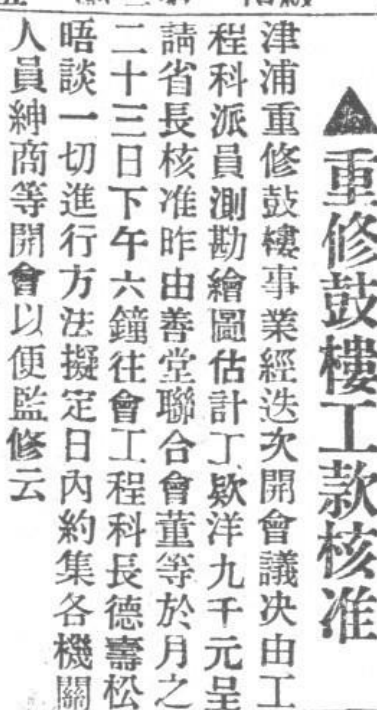 ▲重修鼓樓工款核准
津浦重修鼓樓事業經迭次開會議决由工
程科派員測勘繪圖估計工欵洋九千元呈
請省長核准昨由善堂聯合會董等於月之
二十三日下午六鐘往會工程科長德壽松
晤談一切進行方法擬定日內約集各機關
人員紳商等開會以便監修云